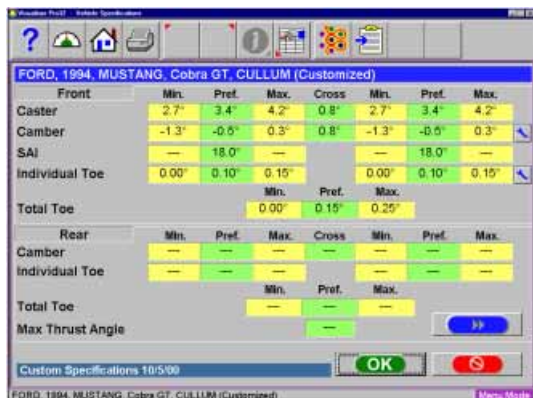 Visualiner Pro32 - Vehicle Specifications
FORD, 1994, MUSTANG, Cobra GT, CULLUM (Customized)
Front Min. Pref. Max. Cross Min. Pref. Max.
Caster 2.7° 3.4° 4.2° 0.8° 2.7° 3.4° 4.2°
Camber -1.3° -0.5° 0.3° 0.8° -1.3° -0.5° 0.3°
SAI --- 18.0° --- --- 18.0° ---
Individual Toe 0.00° 0.10° 0.15° 0.00° 0.10° 0.15°
Min. Pref. Max.
Total Toe 0.00° 0.15° 0.25°
Rear Min. Pref. Max. Cross Min. Pref. Max.
Camber --- --- --- --- --- --- ---
Individual Toe --- --- --- --- --- ---
Min. Pref. Max.
Total Toe --- --- ---
Max Thrust Angle ---
Custom Specifications 10/5/00
OK
FORD, 1994, MUSTANG, Cobra GT, CULLUM (Customized) Menu Mode